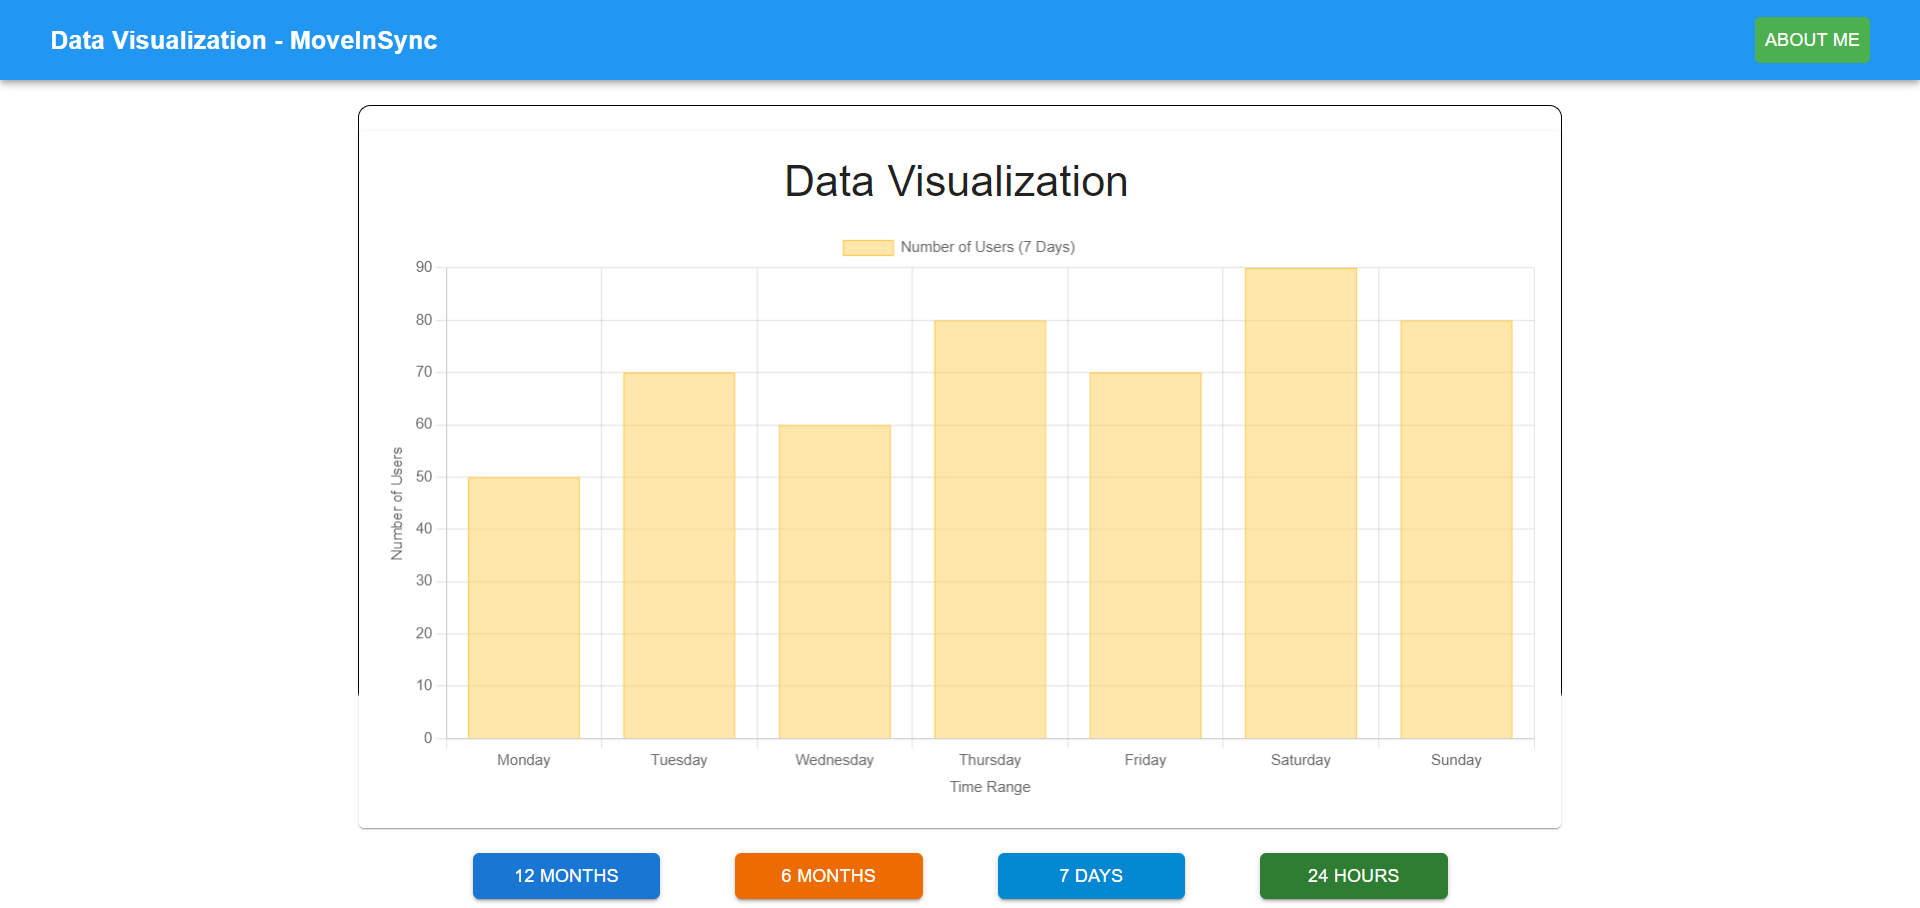 Data Visualization - MoveInSync
ABOUT ME
Data Visualization
Number of Users (7 Days)
90
80
70
60
50
40
30
20
10
0
Number of Users
Monday Tuesday Wednesday Thursday Friday Saturday Sunday
Time Range
12 MONTHS 6 MONTHS 7 DAYS 24 HOURS